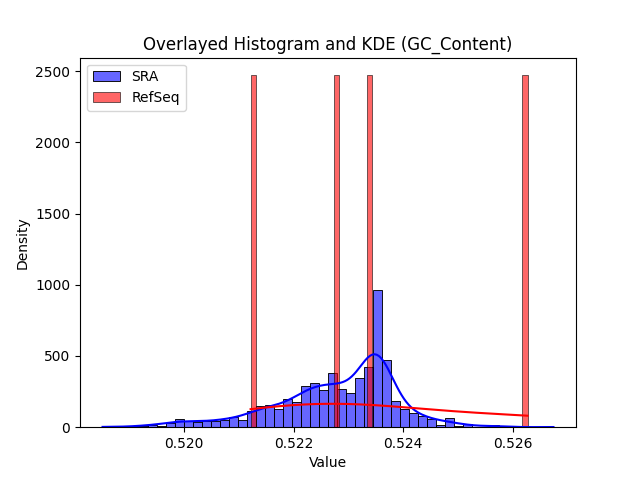 Overlayed Histogram and KDE (GC_Content)
SRA
RefSeq
2500
2000
1500
1000
500
0
Density
0.520 0.522 0.524 0.526
Value